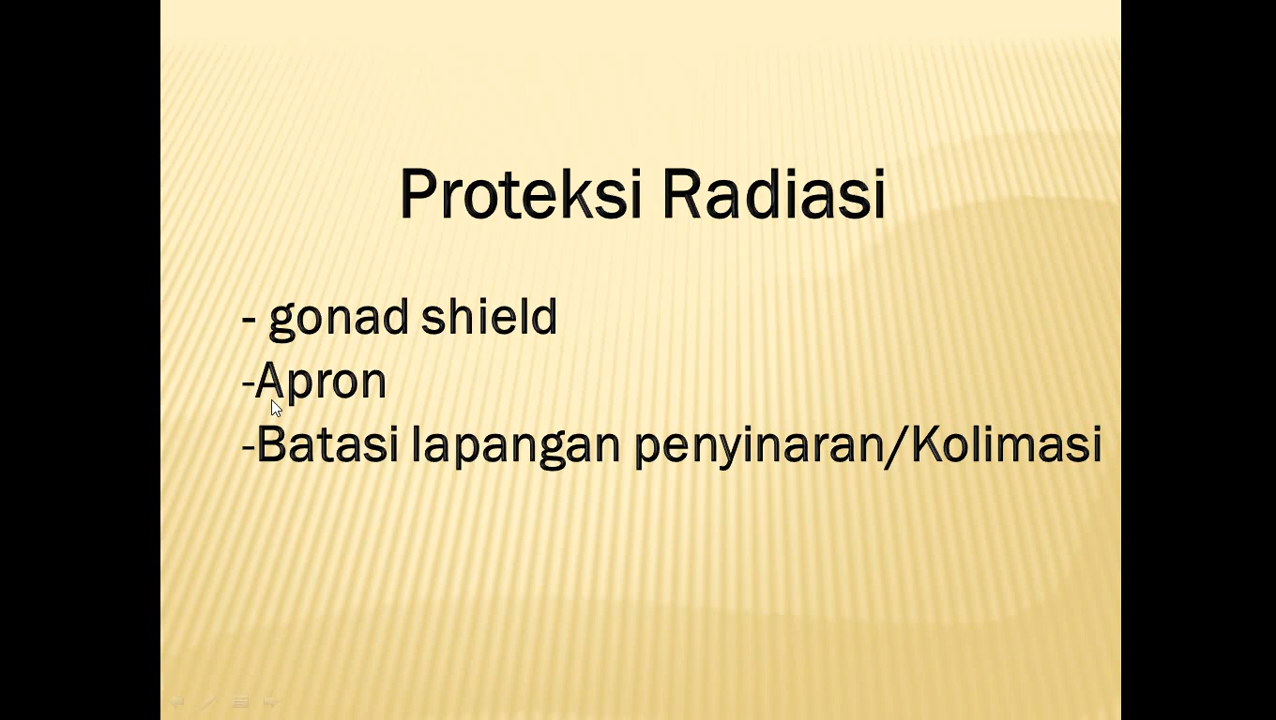 Proteksi Radiasi
- gonad shield
-Apron
-Batasi lapangan penyinaran/Kolimasi